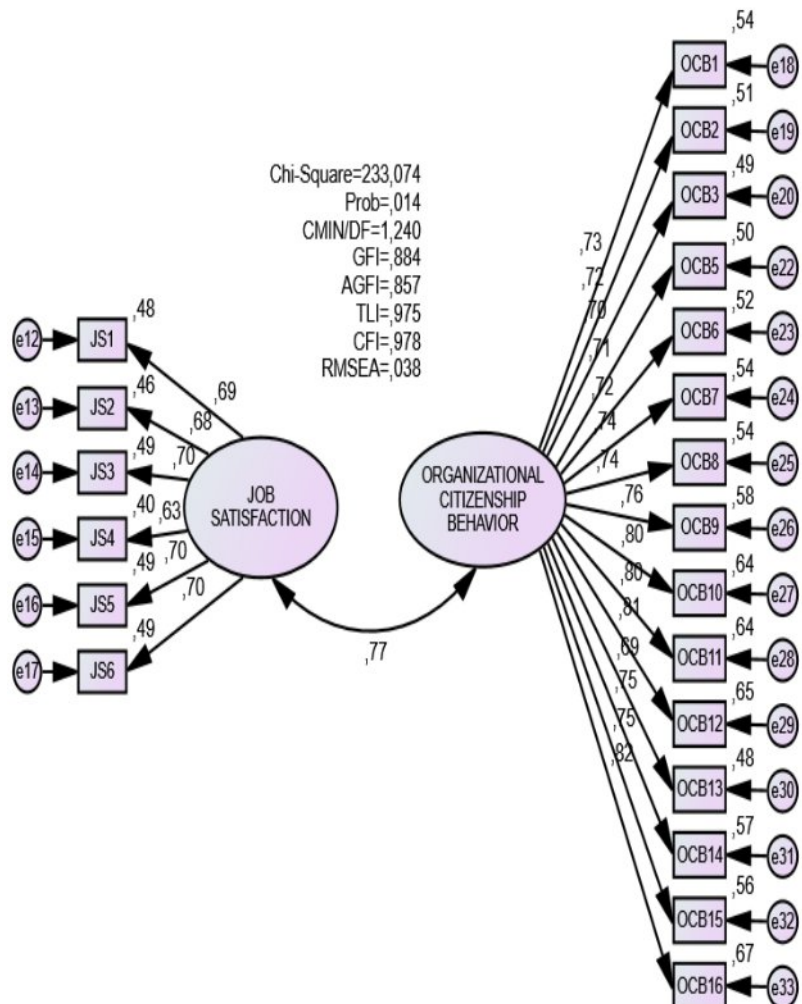 Chi-Square=233,074
Prob=,014
CMIN/DF=1,240
GFI=,884
AGFI=,857
TLI=,975
CFI=,978
RMSEA=,038
,48
e12 JS1
,69
,46
e13 JS2
,68
,49
e14 JS3
,70
,40
e15 JS4
,63
,49
e16 JS5
,70
,49
e17 JS6
,70
JOB
SATISFACTION
,77
ORGANIZATIONAL
CITIZENSHIP
BEHAVIOR
,73
,72
,70
,71
,72
,74
,74
,76
,80
,80
,81
,69
,75
,75
,82
,54
OCB1 e18
,51
OCB2 e19
,49
OCB3 e20
,50
OCB5 e22
,52
OCB6 e23
,54
OCB7 e24
,54
OCB8 e25
,58
OCB9 e26
,64
OCB10 e27
,64
OCB11 e28
,65
OCB12 e29
,48
OCB13 e30
,57
OCB14 e31
,56
OCB15 e32
,67
OCB16 e33